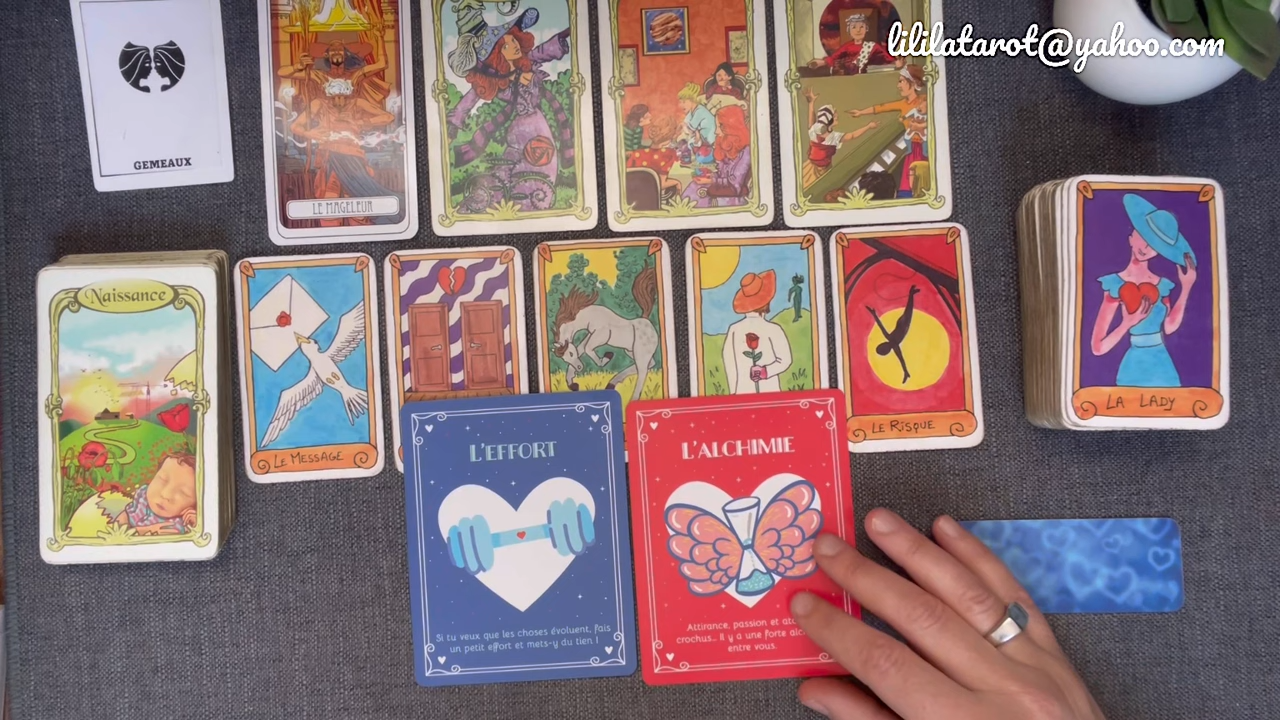 lililatarot@yahoo.com
GEMEAUX
LE MAGELEUR
Naissance
LE MESSAGE
LE RISQUE
LA LADY
L'EFFORT
Si tu veux que les choses évoluent, fais
un petit effort et mets-y du tien !
L'ALCHIMIE
Attirance, passion et
crochus... Il y a une forte
entre vous.